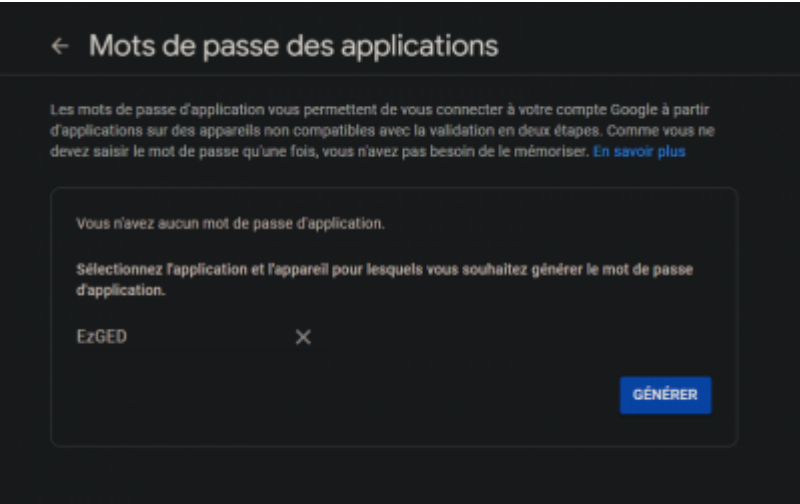 Mots de passe des applications
Les mots de passe d'application vous permettent de vous connecter à votre compte Google à partir
d'applications sur des appareils non compatibles avec la validation en deux étapes. Comme vous ne
devez saisir le mot de passe qu'une fois, vous n'avez pas besoin de le mémoriser. En savoir plus
Vous n'avez aucun mot de passe d'application.
Sélectionnez l'application et l'appareil pour lesquels vous souhaitez générer le mot de passe
d'application.
EzGED
GÉNÉRER